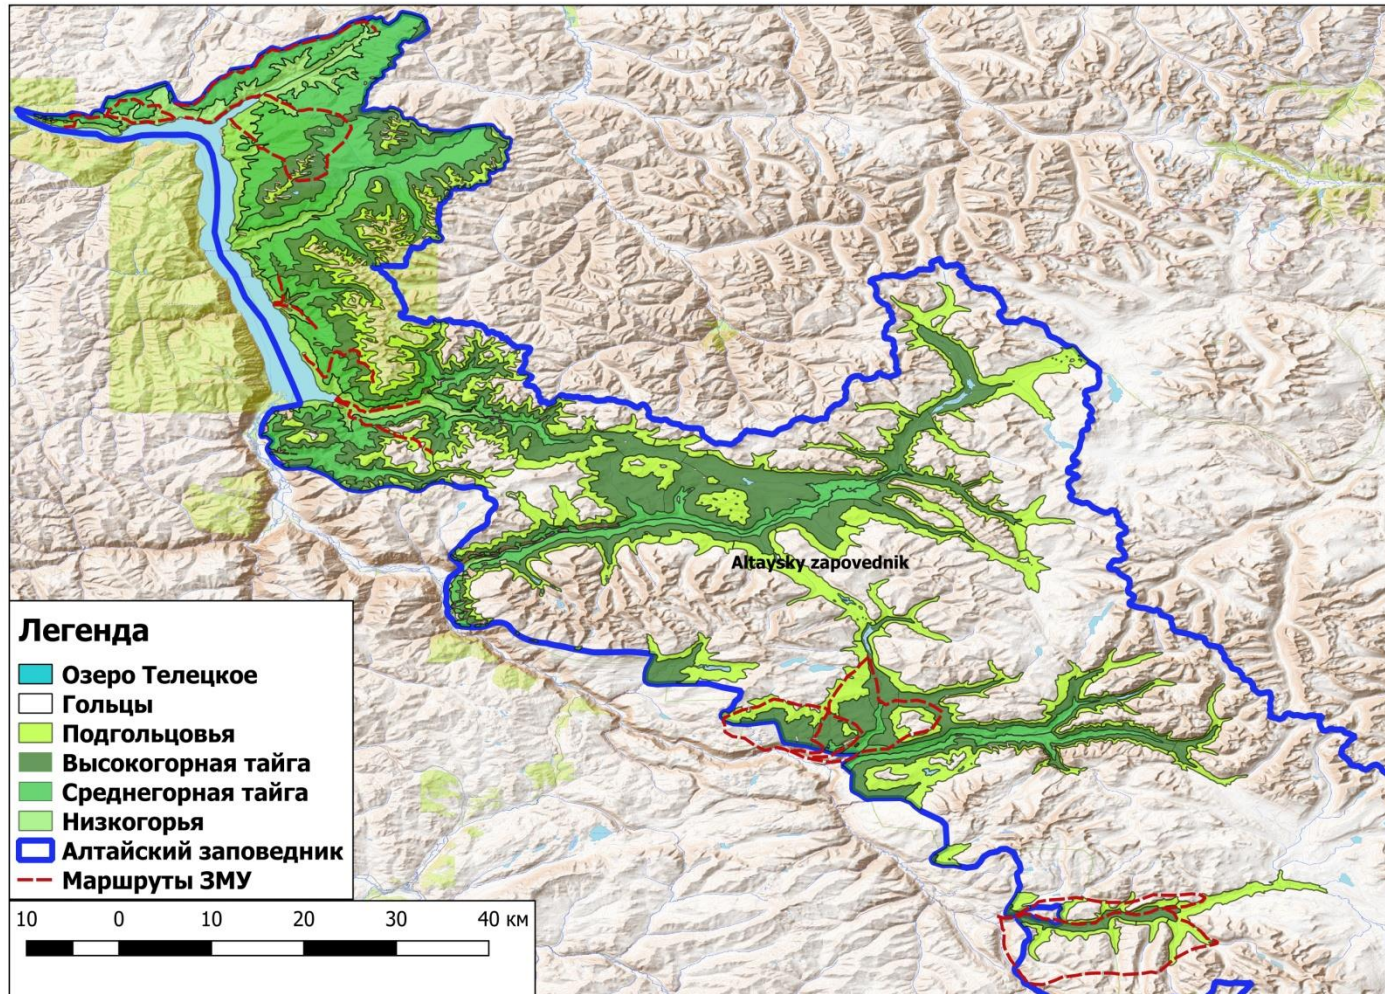 Altaysky zapovednik
Легенда
Озеро Телецкое
Гольцы
Подгольцовья
Высокогорная тайга
Среднегорная тайга
Низкогорья
Алтайский заповедник
Маршруты ЗМУ
10 0 10 20 30 40 км